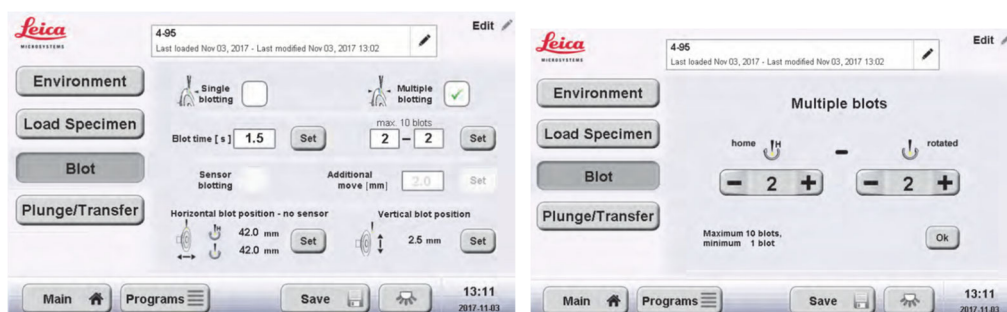 Leica
MICROSYSTEMS
4-95
Last loaded Nov 03, 2017 - Last modified Nov 03, 2017 13:02
Edit
Environment
Load Specimen
Blot
Plunge/Transfer
Single
blotting
Multiple
blotting
Blot time [ s ] 1.5 Set
max. 10 blots
2 – 2 Set
Sensor
blotting
Additional
move [mm] 2.0 Set
Horizontal blot position - no sensor
H 42.0 mm
42.0 mm
Set
Vertical blot position
2.5 mm Set
Main Programs Save
13:11
2017-11-03
Leica
MICROSYSTEMS
4-95
Last loaded Nov 03, 2017 - Last modified Nov 03, 2017 13:02
Edit
Environment
Load Specimen
Blot
Plunge/Transfer
Multiple blots
home H – rotated
– 2 + – 2 +
Maximum 10 blots,
minimum 1 blot
Ok
Main Programs Save
13:11
2017-11-03